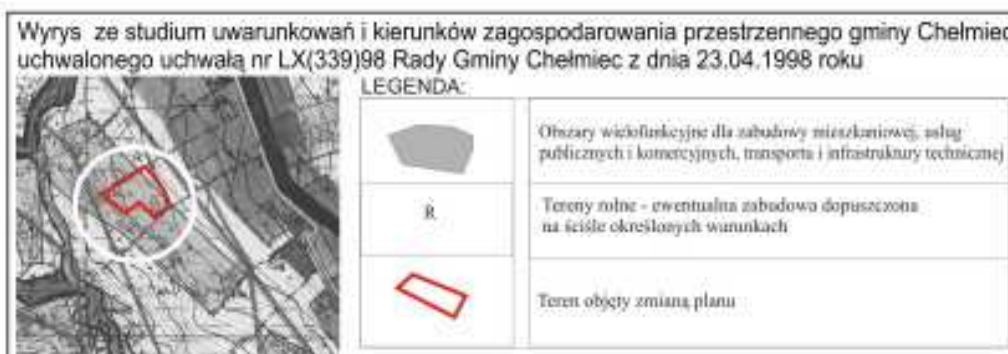 Wyrys ze studium uwarunkowań i kierunków zagospodarowania przestrzennego gminy Chełmiec
uchwalonego uchwałą nr LX(339)98 Rady Gminy Chełmiec z dnia 23.04.1998 roku
LEGENDA:
Obszary wielofunkcyjne dla zabudowy mieszkaniowej, usług
publicznych i komercyjnych, transportu i infrastruktury technicznej
R
Tereny rolne - ewentualna zabudowa dopuszczona
na ściśle określonych warunkach
Teren objęty zmianą planu